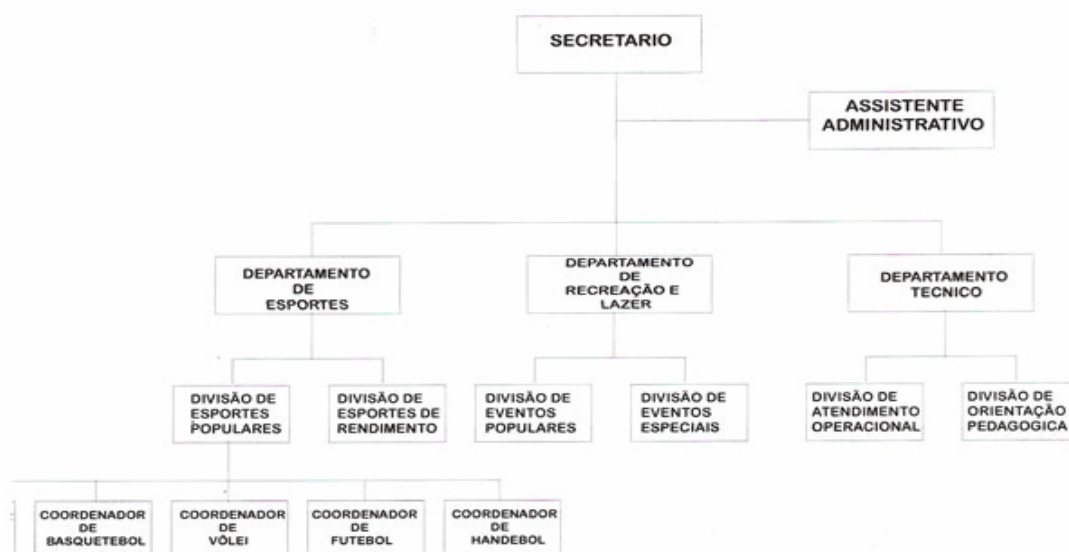 SECRETARIO
ASSISTENTE
ADMINISTRATIVO
DEPARTAMENTO
DE
ESPORTES
DEPARTAMENTO
DE
RECREAÇÃO E
LAZER
DEPARTAMENTO
TECNICO
DIVISÃO DE
ESPORTES
POPULARES
DIVISÃO DE
ESPORTES DE
RENDIMENTO
DIVISÃO DE
EVENTOS
POPULARES
DIVISÃO DE
EVENTOS
ESPECIAIS
DIVISÃO DE
ATENDIMENTO
OPERACIONAL
DIVISÃO DE
ORIENTAÇÃO
PEDAGOGICA
COORDENADOR
DE
BASQUETEBOL
COORDENADOR
DE
VÔLEI
COORDENADOR
DE
FUTEBOL
COORDENADOR
DE
HANDEBOL